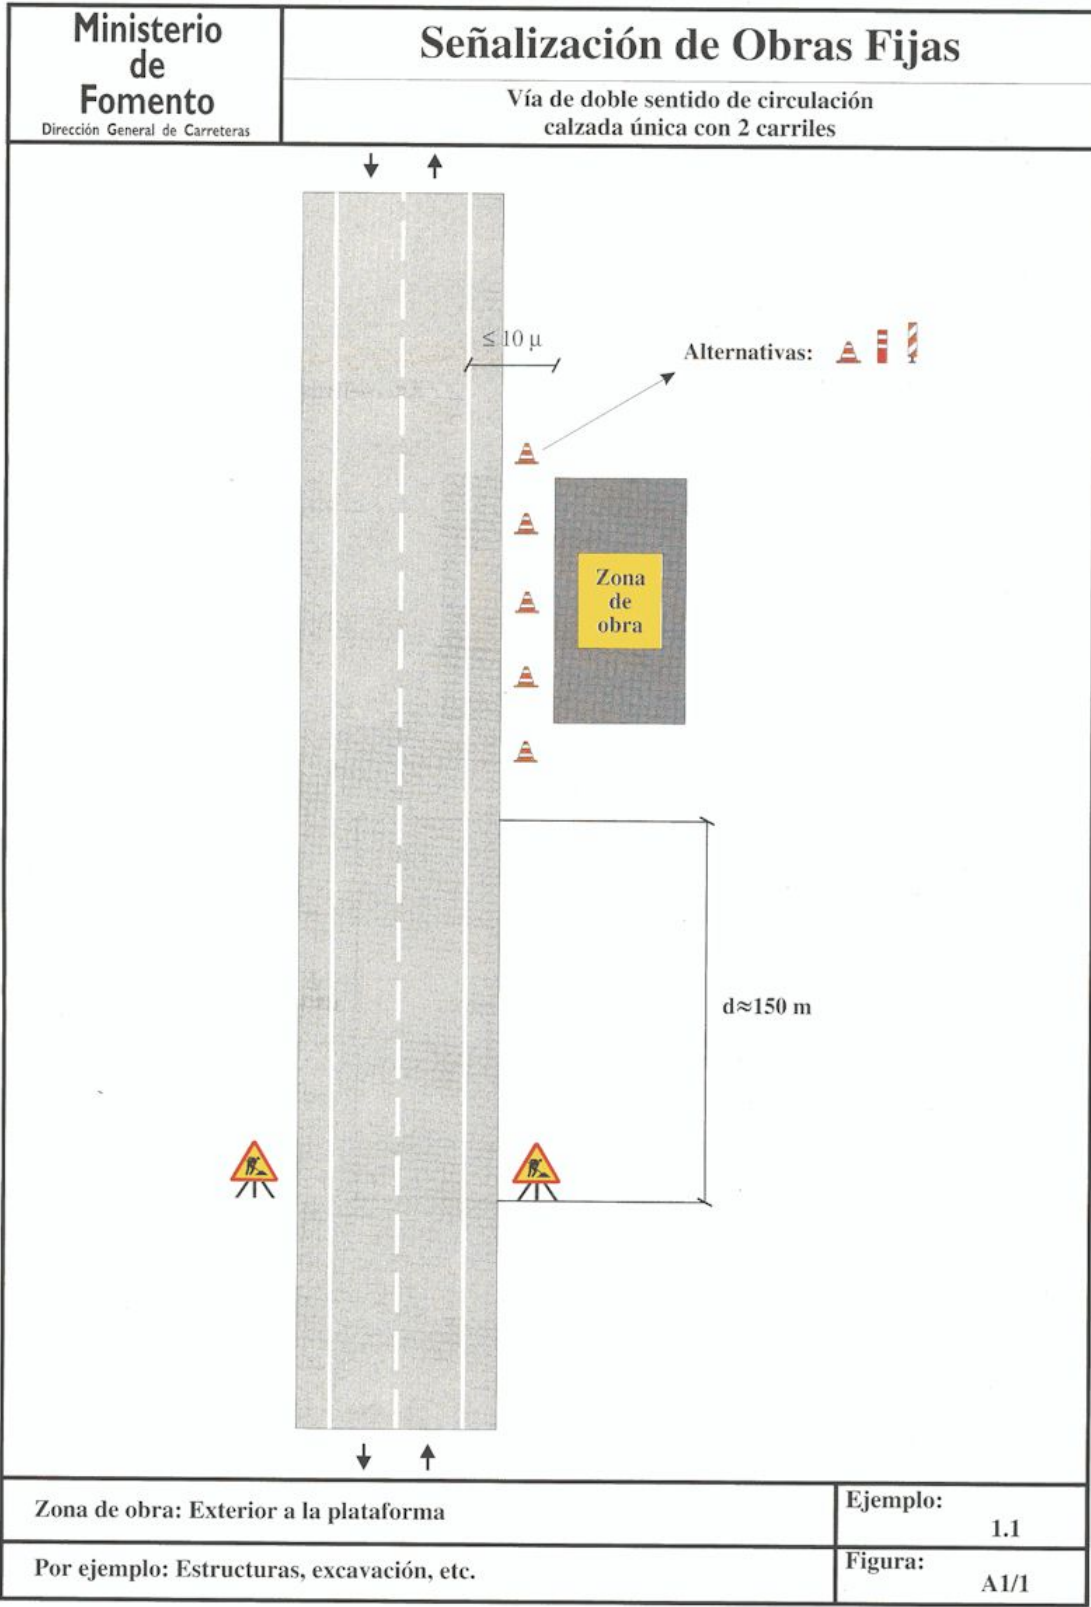 Ministerio
de
Fomento
Dirección General de Carreteras
Señalización de Obras Fijas
Vía de doble sentido de circulación
calzada única con 2 carriles
≤ 10 μ
Alternativas:
Zona
de
obra
d≈150 m
Zona de obra: Exterior a la plataforma
Ejemplo:
1.1
Por ejemplo: Estructuras, excavación, etc.
Figura:
A1/1